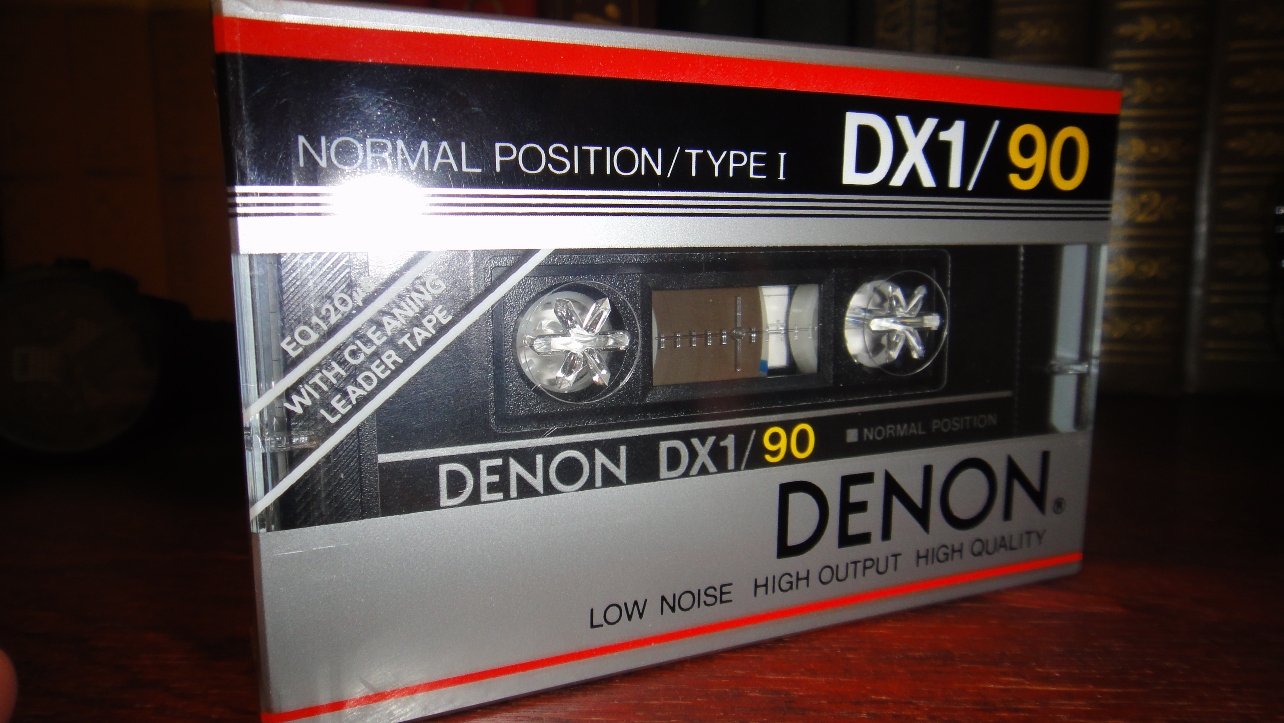 NORMAL POSITION/TYPE I DX1/90
EQ120μ
WITH CLEANING
LEADER TAPE
DENON DX1/90 NORMAL POSITION
DENON®
LOW NOISE HIGH OUTPUT HIGH QUALITY